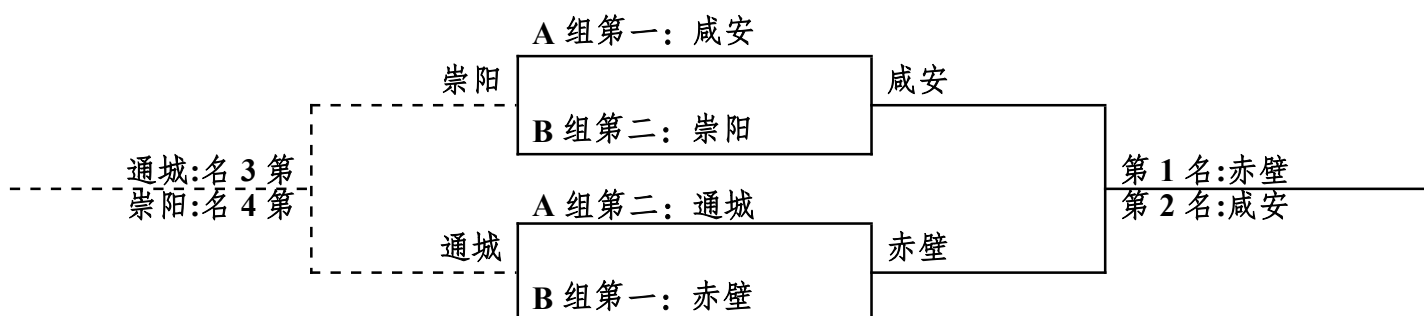 A 组第一：咸安
崇阳
咸安
B 组第二：崇阳
通城:名 3 第
第 1 名:赤壁
崇阳:名 4 第
A 组第二：通城
第 2 名:咸安
通城
赤壁
B 组第一：赤壁